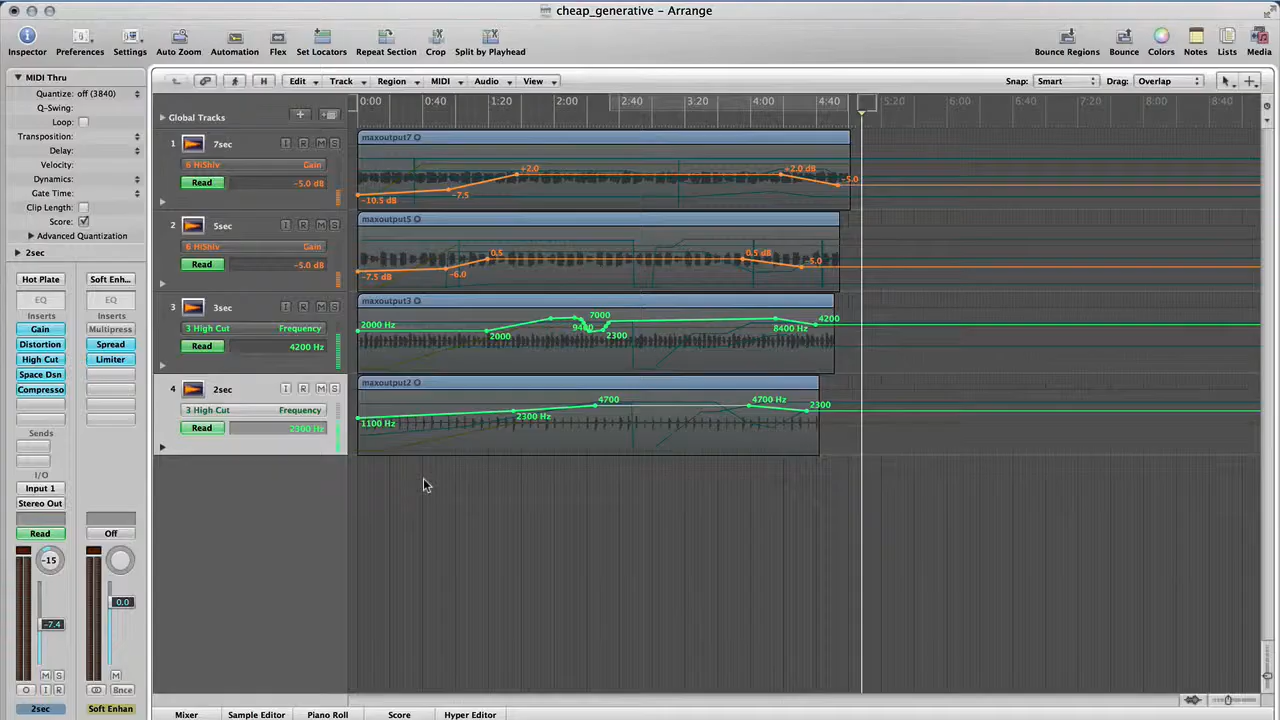 cheap_generative – Arrange
Inspector Preferences Settings Auto Zoom Automation Flex Set Locators Repeat Section Crop Split by Playhead Bounce Regions Bounce Colors Notes Lists Media
MIDI Thru
Edit Track Region MIDI Audio View Snap: Smart Drag: Overlap
Quantize: off (3840)
Q-Swing:
Loop:
Transposition:
Delay:
Velocity:
Dynamics:
Gate Time:
Clip Length:
Score:
Advanced Quantization
2sec
0:00 0:40 1:20 2:00 2:40 3:20 4:00 4:40 5:20 6:00 6:40 7:20 8:00 8:40
Global Tracks
1 7sec I R M S
6 HiShlv Gain
Read -5.0 dB
maxoutput7
-10.5 dB -7.5 +2.0 +2.0 dB -5.0
2 5sec I R M S
6 HiShlv Gain
Read -5.0 dB
maxoutput5
-7.5 dB -6.0 0.5 0.5 dB -5.0
3 3sec I R M S
3 High Cut Frequency
Read 4200 Hz
maxoutput3
2000 Hz 2000 7000 2300 8400 Hz 4200
4 2sec I R M S
3 High Cut Frequency
Read 2300 Hz
maxoutput2
1100 Hz 2300 Hz 4700 4700 Hz 2300
Hot Plate Soft Enh...
EQ EQ
Inserts Inserts
Gain Multipress
Distortion Spread
High Cut Limiter
Space Dsn
Compresso
Sends
I/O
Input 1
Stereo Out
Read Off
-15
0.0
-7.4
M S M
I R Bnce
2sec Soft Enhan
Mixer Sample Editor Piano Roll Score Hyper Editor